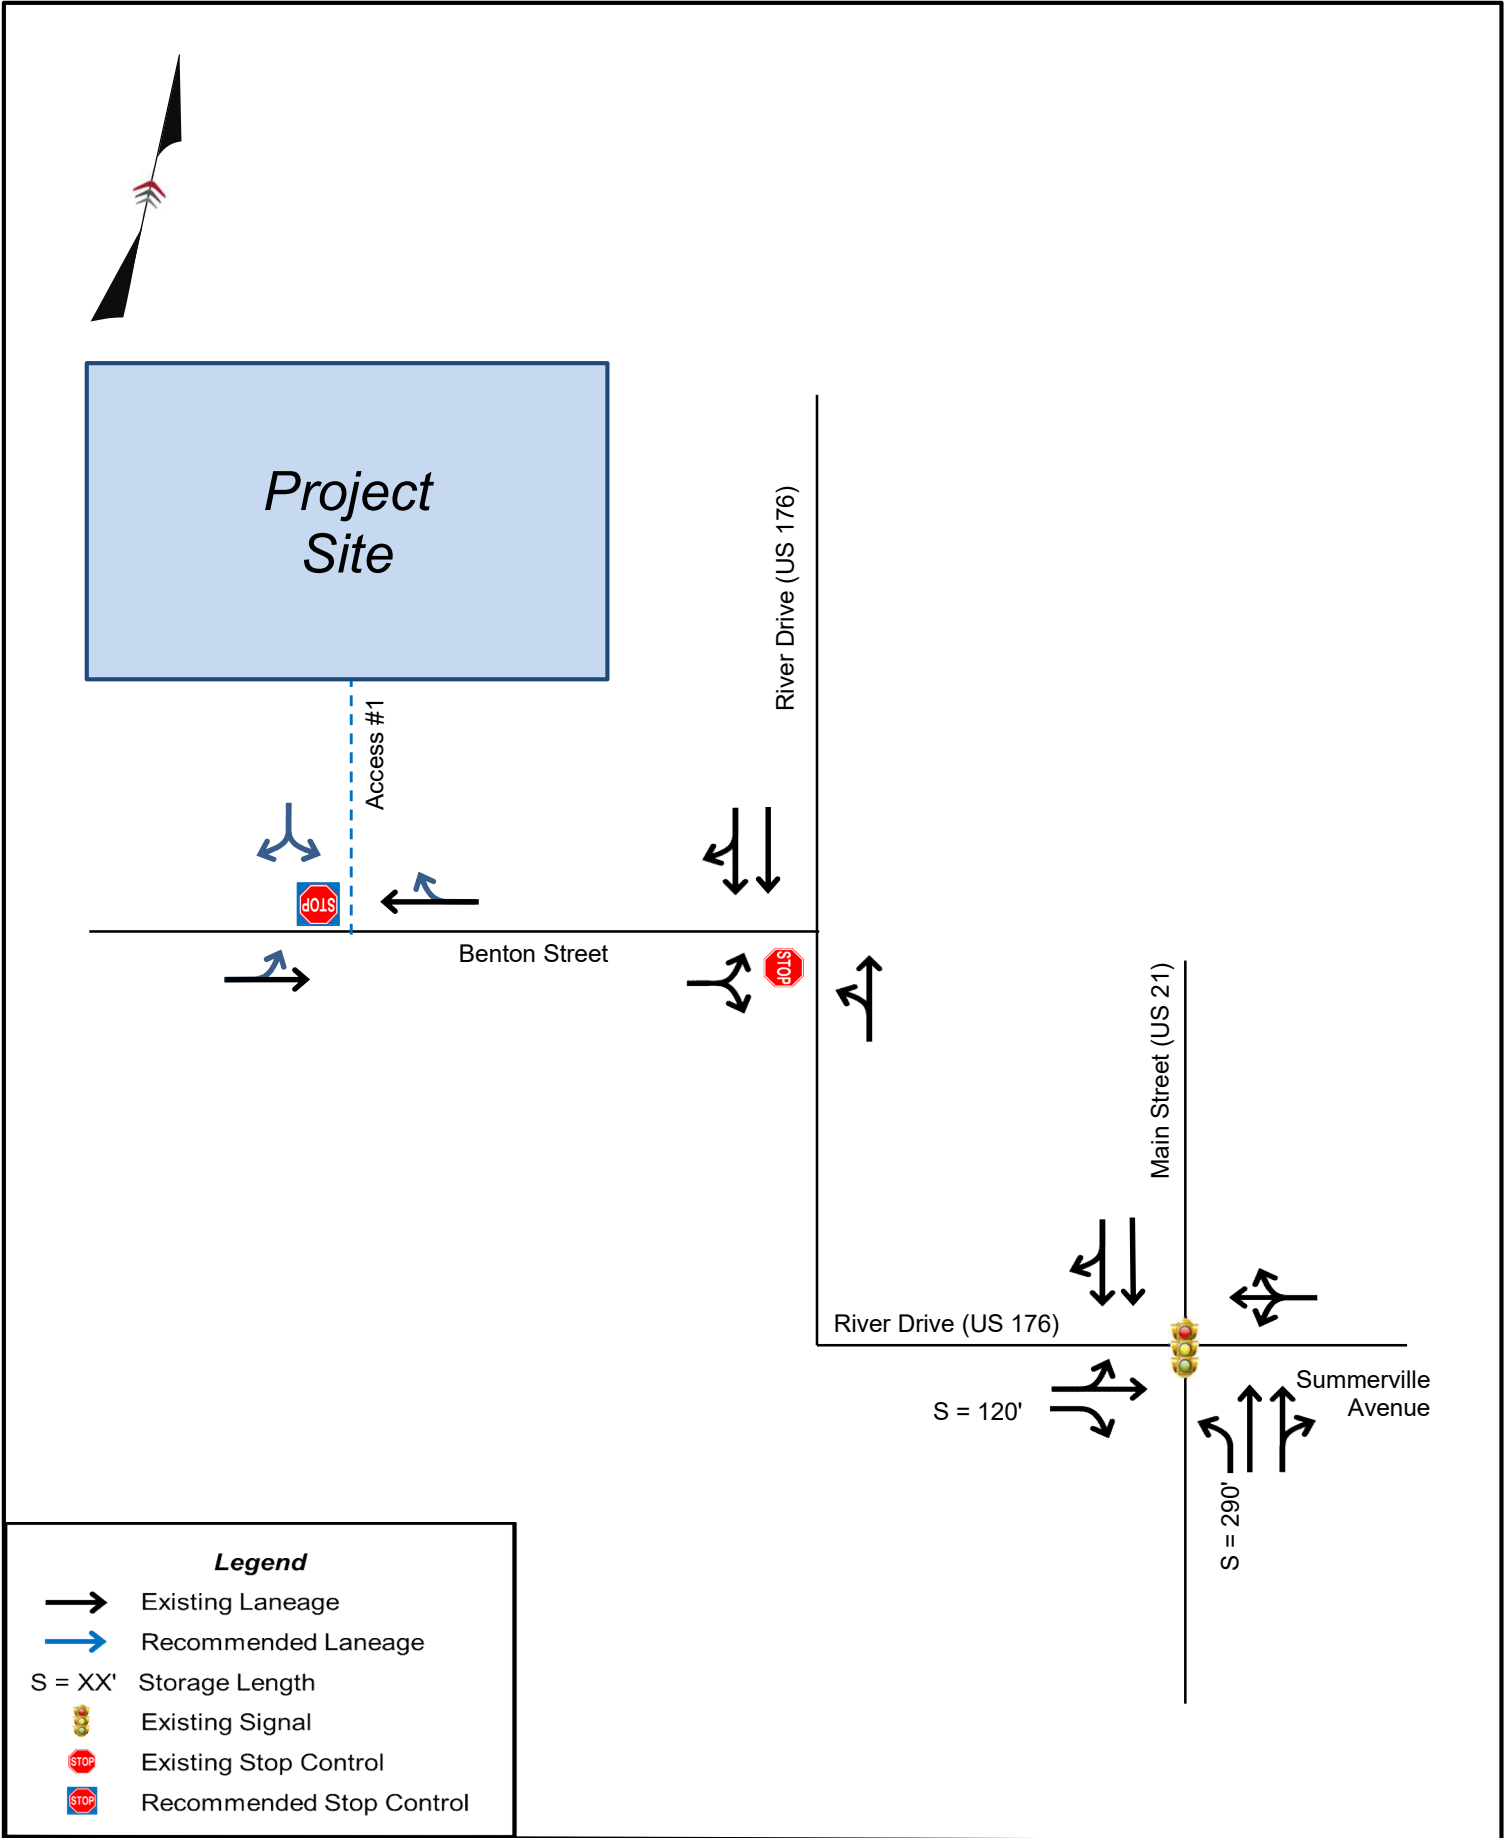 Project
Site
River Drive (US 176)
Access #1
STOP
Benton Street
STOP
Main Street (US 21)
River Drive (US 176)
Summerville
Avenue
S = 120'
S = 290'
Legend
Existing Laneage
Recommended Laneage
S = XX' Storage Length
Existing Signal
STOP Existing Stop Control
STOP Recommended Stop Control